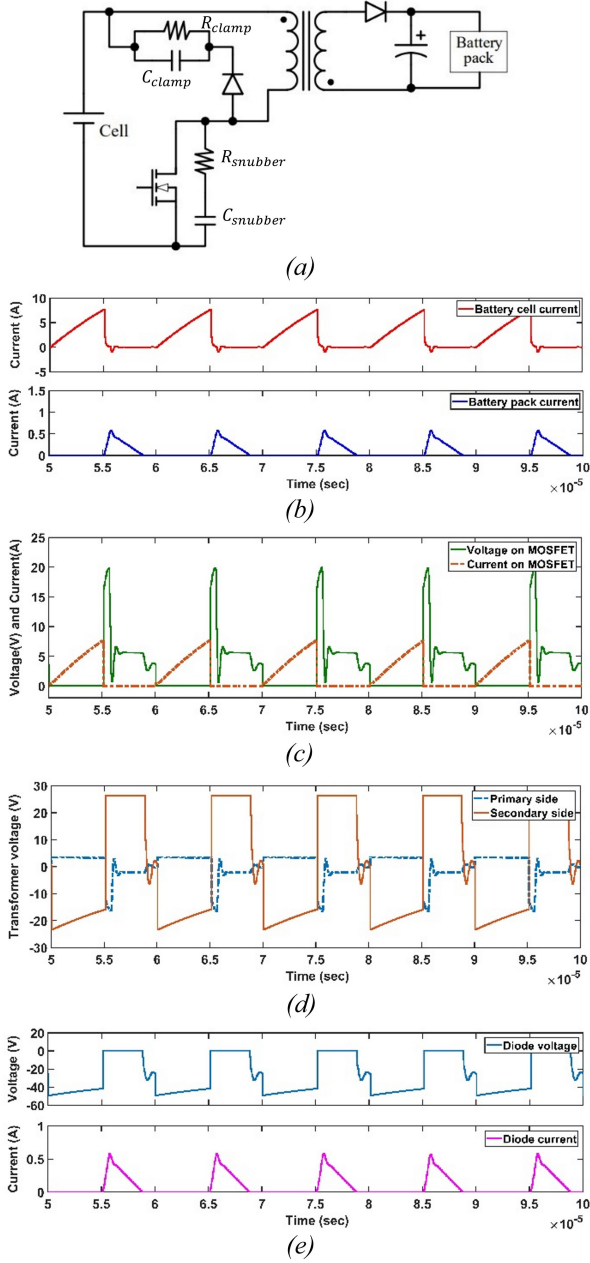 R_clamp
C_clamp
Battery
pack
Cell
R_snubber
C_snubber
(a)
Current (A)
10
5
0
-5
Battery cell current
Current (A)
1.5
1
0.5
0
Battery pack current
5 5.5 6 6.5 7 7.5 8 8.5 9 9.5 10
Time (sec)
×10-5
(b)
Voltage(V) and Current(A)
25
20
15
10
5
0
Voltage on MOSFET
Current on MOSFET
5 5.5 6 6.5 7 7.5 8 8.5 9 9.5 10
Time (sec)
×10-5
(c)
Transformer voltage (V)
30
20
10
0
-10
-20
-30
Primary side
Secondary side
5 5.5 6 6.5 7 7.5 8 8.5 9 9.5 10
Time (sec)
×10-5
(d)
Voltage (V)
20
0
-20
-40
-60
Diode voltage
Current (A)
1
0.5
0
Diode current
5 5.5 6 6.5 7 7.5 8 8.5 9 9.5 10
Time (sec)
×10-5
(e)